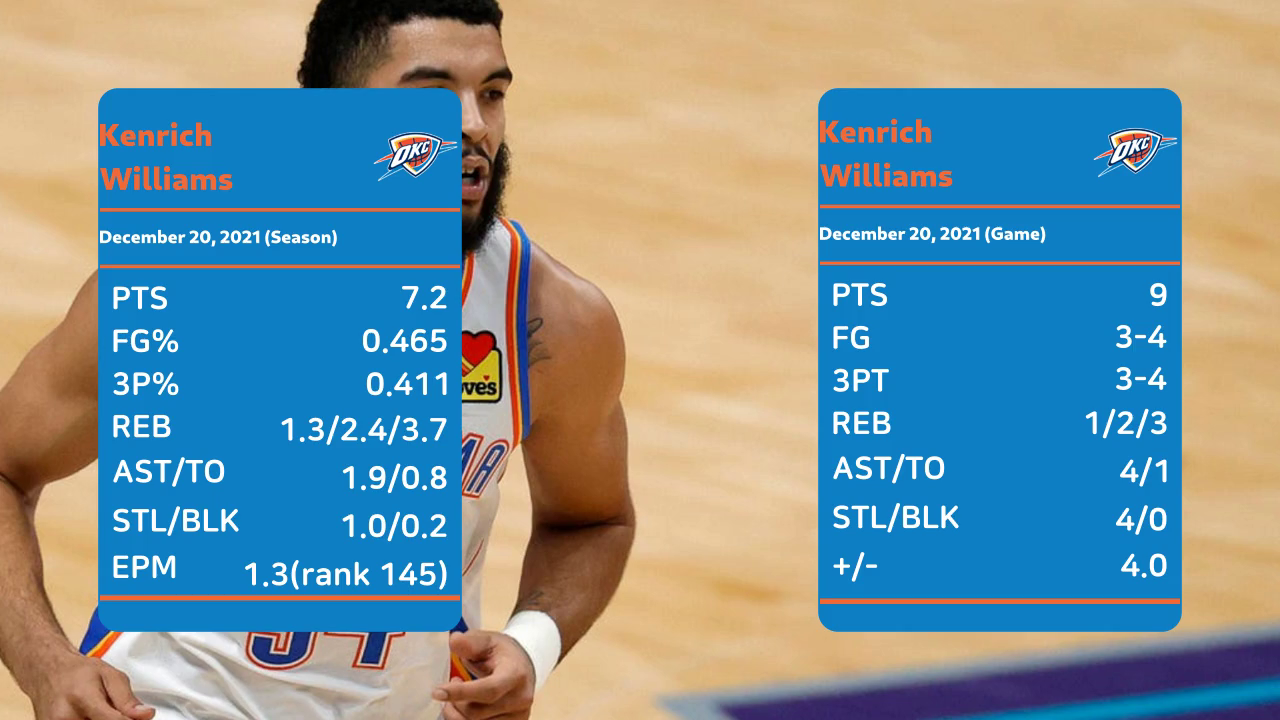 Kenrich
Williams
OKC
December 20, 2021 (Season)
PTS 7.2
FG% 0.465
3P% 0.411
REB 1.3/2.4/3.7
AST/TO 1.9/0.8
STL/BLK 1.0/0.2
EPM 1.3(rank 145)
Kenrich
Williams
OKC
December 20, 2021 (Game)
PTS 9
FG 3-4
3PT 3-4
REB 1/2/3
AST/TO 4/1
STL/BLK 4/0
+/- 4.0